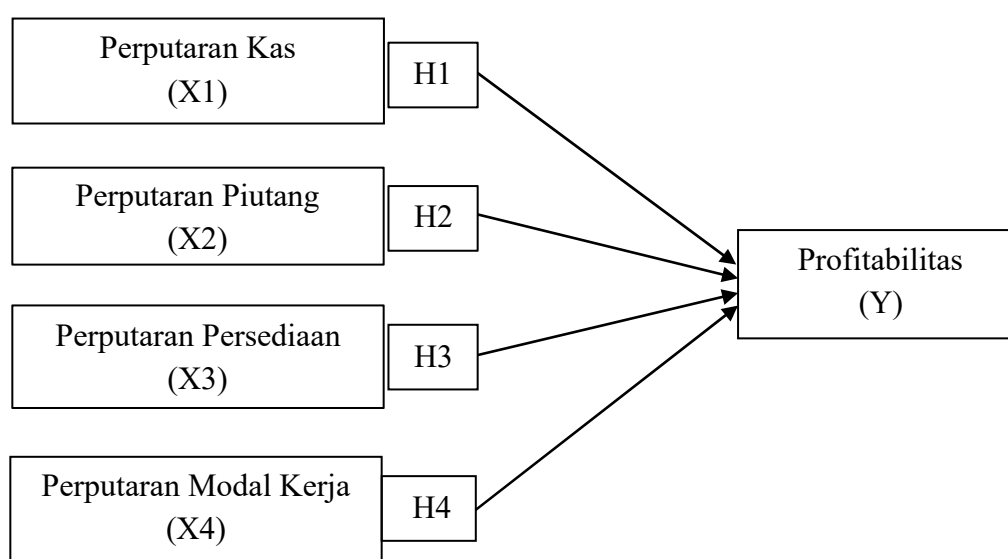 Perputaran Kas
(X1)
H1
Perputaran Piutang
(X2)
H2
Profitabilitas
(Y)
Perputaran Persediaan
(X3)
H3
Perputaran Modal Kerja
(X4)
H4